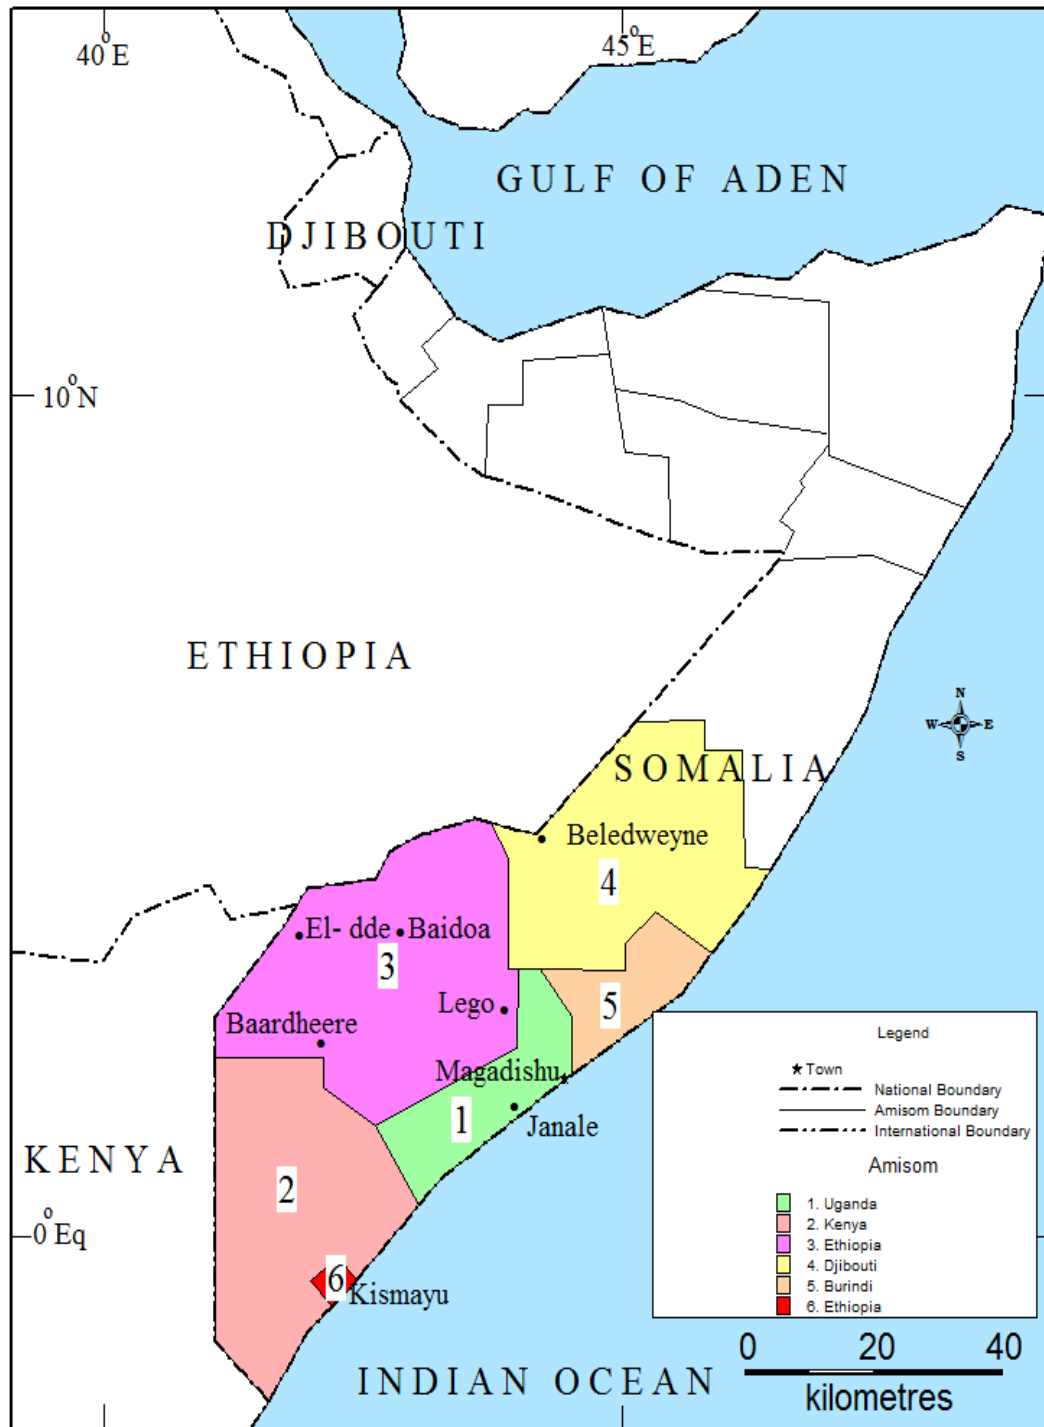 40°E
45°E
GULF OF ADEN
DJIBOUTI
10°N
ETHIOPIA
N
W E
S
SOMALIA
Beledweyne
4
El- dde Baidoa
3
Lego
5
Baardheere
Magadishu
1
Janale
KENYA
2
0°Eq
6
Kismayu
INDIAN OCEAN
Legend
Town
National Boundary
Amisom Boundary
International Boundary
Amisom
1. Uganda
2. Kenya
3. Ethiopia
4. Djibouti
5. Burindi
6. Ethiopia
0 20 40
kilometres